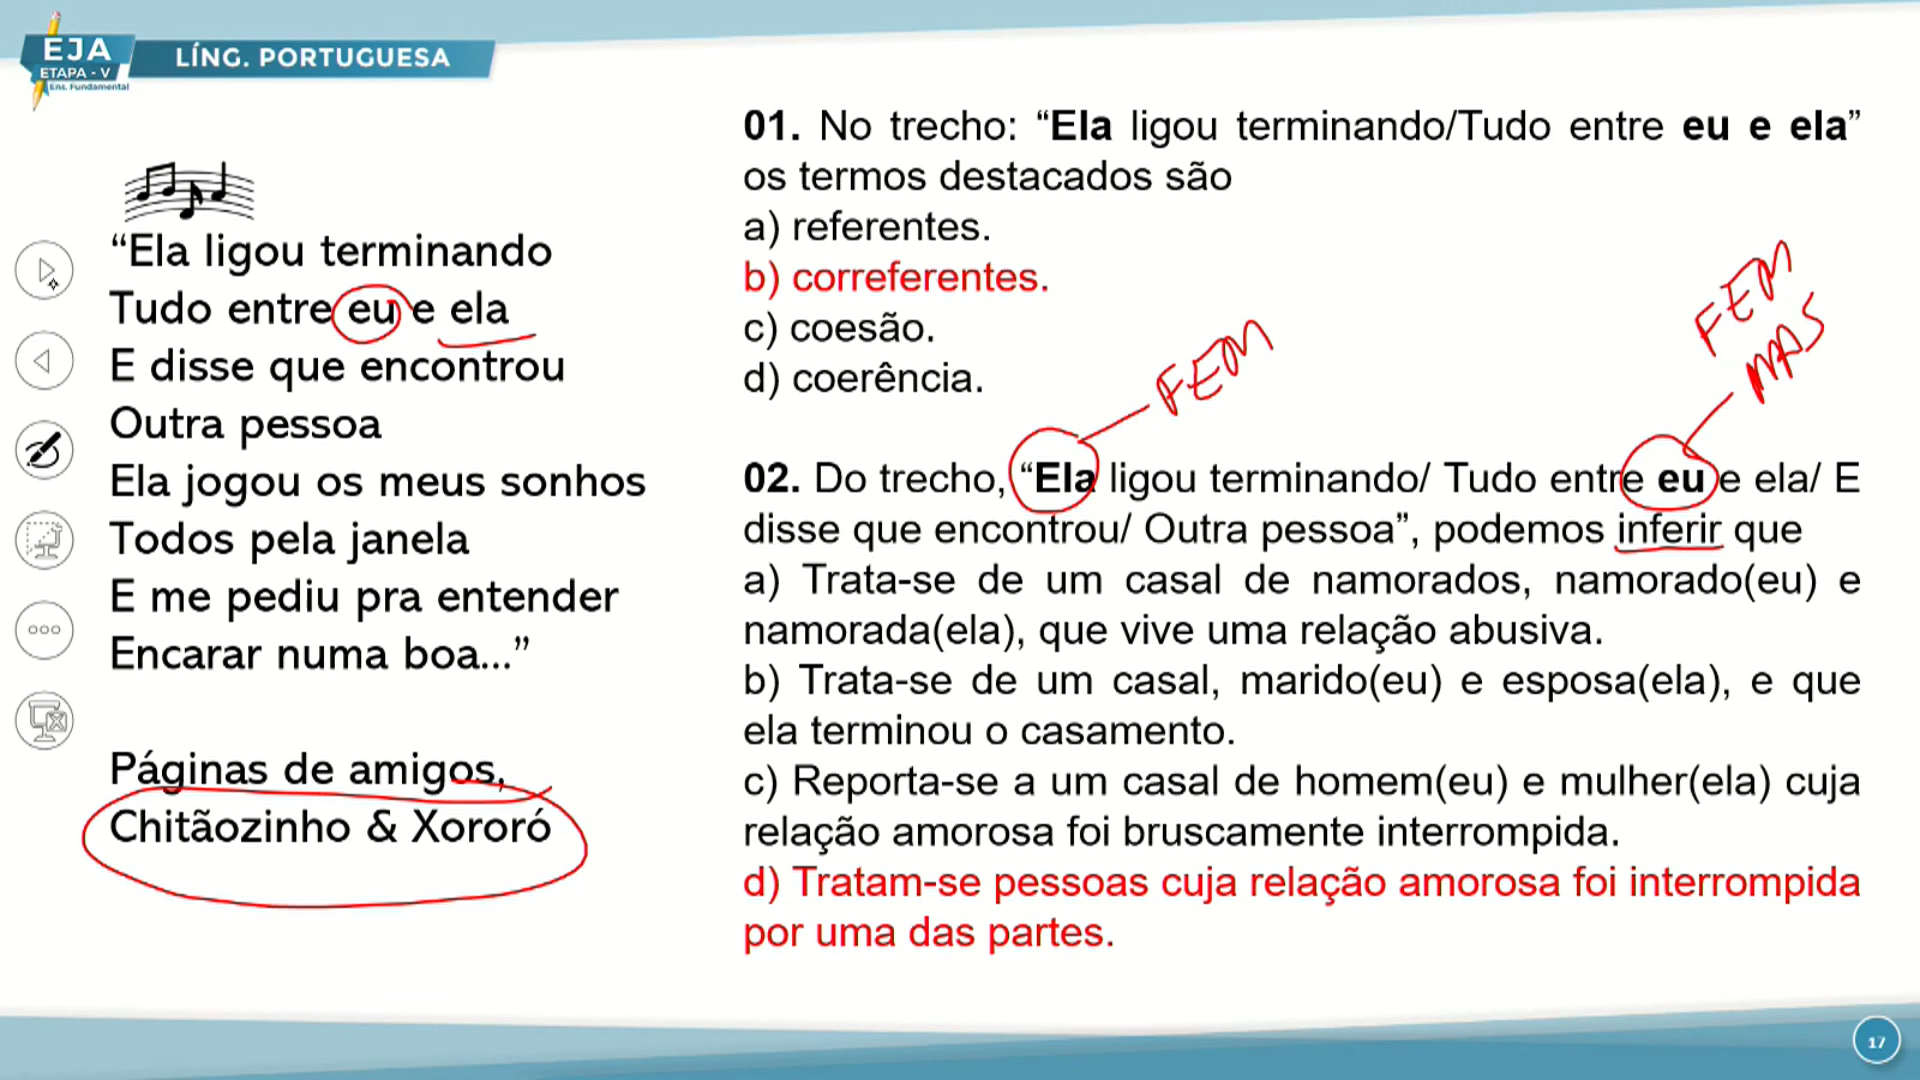 EJA
ETAPA - V
Ens. Fundamental
LÍNG. PORTUGUESA
“Ela ligou terminando
Tudo entre eu e ela
E disse que encontrou
Outra pessoa
Ela jogou os meus sonhos
Todos pela janela
E me pediu pra entender
Encarar numa boa...”
Páginas de amigos,
Chitãozinho & Xororó
01. No trecho: “Ela ligou terminando/Tudo entre eu e ela”
os termos destacados são
a) referentes.
b) correferentes.
c) coesão.
d) coerência.
FEM
FEM
MAS
02. Do trecho, “Ela ligou terminando/ Tudo entre eu e ela/ E
disse que encontrou/ Outra pessoa”, podemos inferir que
a) Trata-se de um casal de namorados, namorado(eu) e
namorada(ela), que vive uma relação abusiva.
b) Trata-se de um casal, marido(eu) e esposa(ela), e que
ela terminou o casamento.
c) Reporta-se a um casal de homem(eu) e mulher(ela) cuja
relação amorosa foi bruscamente interrompida.
d) Tratam-se pessoas cuja relação amorosa foi interrompida
por uma das partes.
17